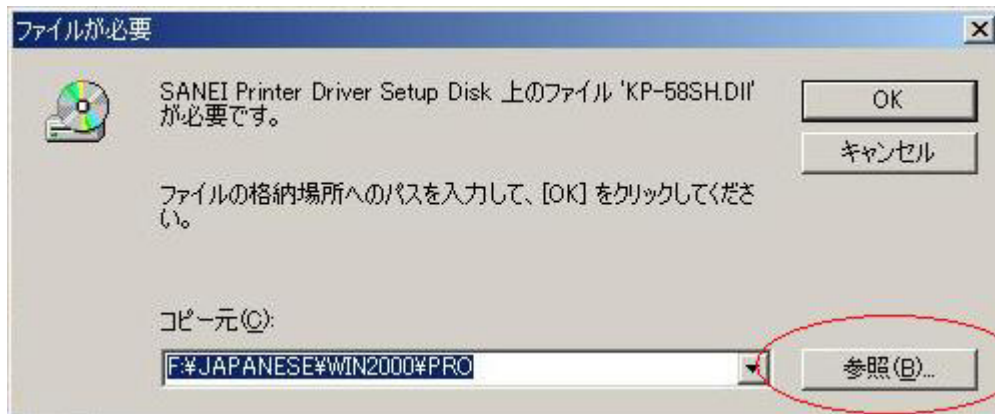 ファイルが必要
SANEI Printer Driver Setup Disk 上のファイル 'KP-58SH.Dll'
が必要です。
OK
キャンセル
ファイルの格納場所へのパスを入力して、[OK] をクリックしてくださ
い。
コピー元(C):
F:¥JAPANESE¥WIN2000¥PRO
参照(B)...